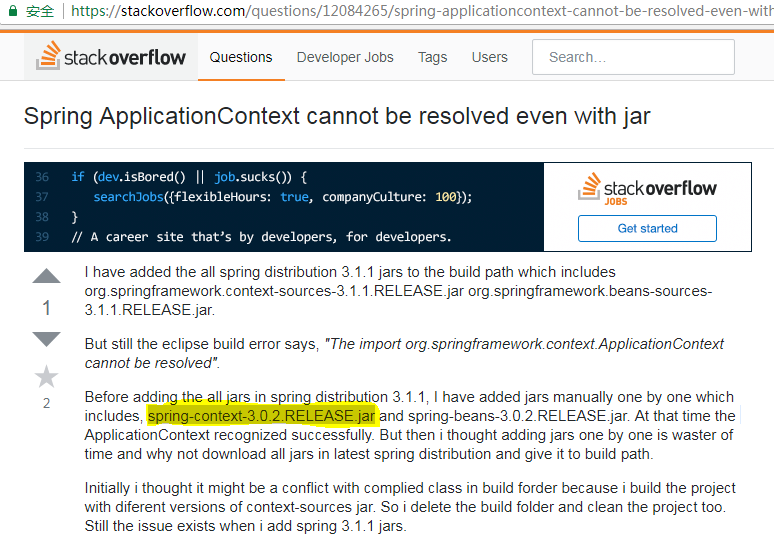 安全 | https://stackoverflow.com/questions/12084265/spring-applicationcontext-cannot-be-resolved-even-with
stackoverflow Questions Developer Jobs Tags Users Search...
Spring ApplicationContext cannot be resolved even with jar
36 if (dev.isBored() || job.sucks()) {
37 searchJobs({flexibleHours: true, companyCulture: 100});
38 }
39 // A career site that's by developers, for developers.
stackoverflow
JOBS
Get started
I have added the all spring distribution 3.1.1 jars to the build path which includes
org.springframework.context-sources-3.1.1.RELEASE.jar org.springframework.beans-sources-
3.1.1.RELEASE.jar.
1
But still the eclipse build error says, "The import org.springframework.context.ApplicationContext
cannot be resolved".
2
Before adding the all jars in spring distribution 3.1.1, I have added jars manually one by one which
includes, spring-context-3.0.2.RELEASE.jar and spring-beans-3.0.2.RELEASE.jar. At that time the
ApplicationContext recognized successfully. But then i thought adding jars one by one is waster of
time and why not download all jars in latest spring distribution and give it to build path.
Initially i thought it might be a conflict with complied class in build forder because i build the project
with diferent versions of context-sources jar. So i delete the build folder and clean the project too.
Still the issue exists when i add spring 3.1.1 jars.